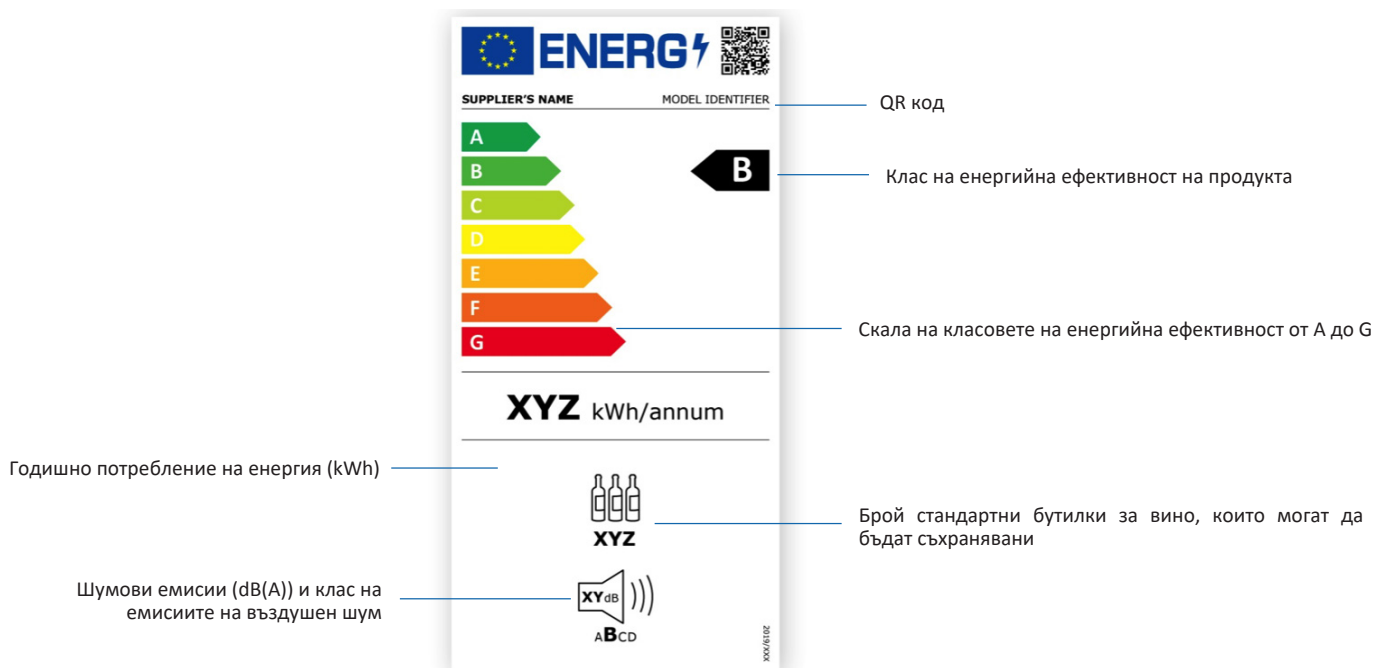 ENERG
SUPPLIER'S NAME MODEL IDENTIFIER
QR код
A
B
B
Клас на енергийна ефективност на продукта
C
D
E
F
Скала на класовете на енергийна ефективност от A до G
G
XYZ kWh/annum
Годишно потребление на енергия (kWh)
XYZ
Брой стандартни бутилки за вино, които могат да
бъдат съхранявани
Шумови емисии (dB(A)) и клас на
емисиите на въздушен шум
XYdB
ABCD
2019/XXX